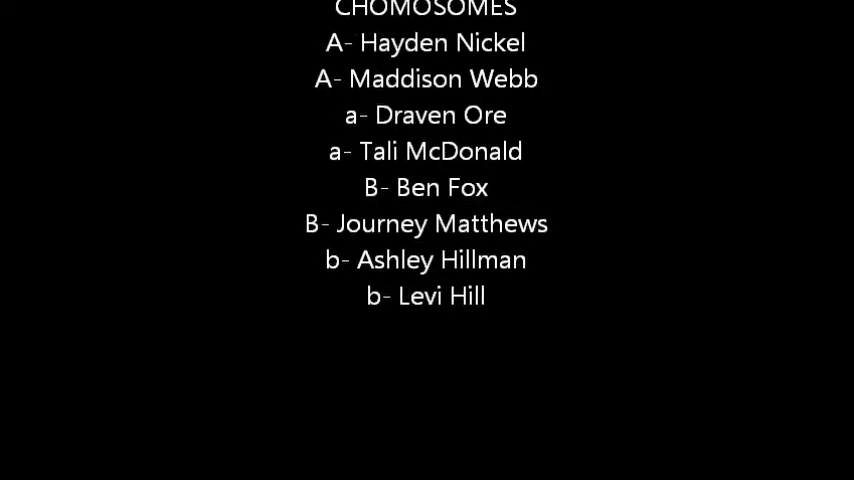 CHOMOSOMES
A- Hayden Nickel
A- Maddison Webb
a- Draven Ore
a- Tali McDonald
B- Ben Fox
B- Journey Matthews
b- Ashley Hillman
b- Levi Hill